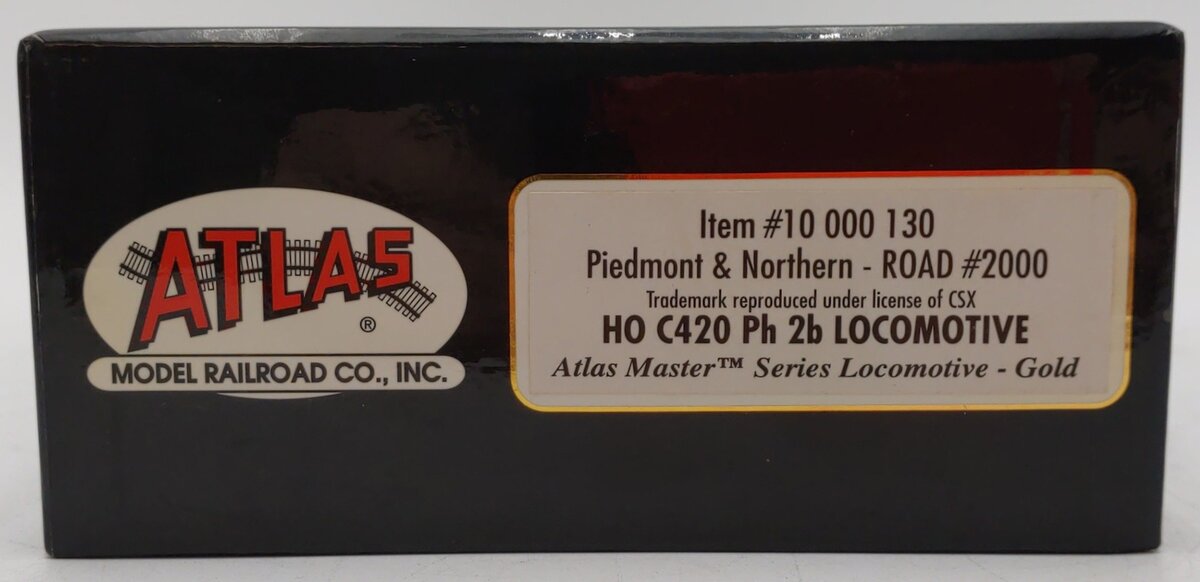 ATLAS
®
MODEL RAILROAD CO., INC.
Item #10 000 130
Piedmont & Northern - ROAD #2000
Trademark reproduced under license of CSX
HO C420 Ph 2b LOCOMOTIVE
Atlas Master™ Series Locomotive - Gold